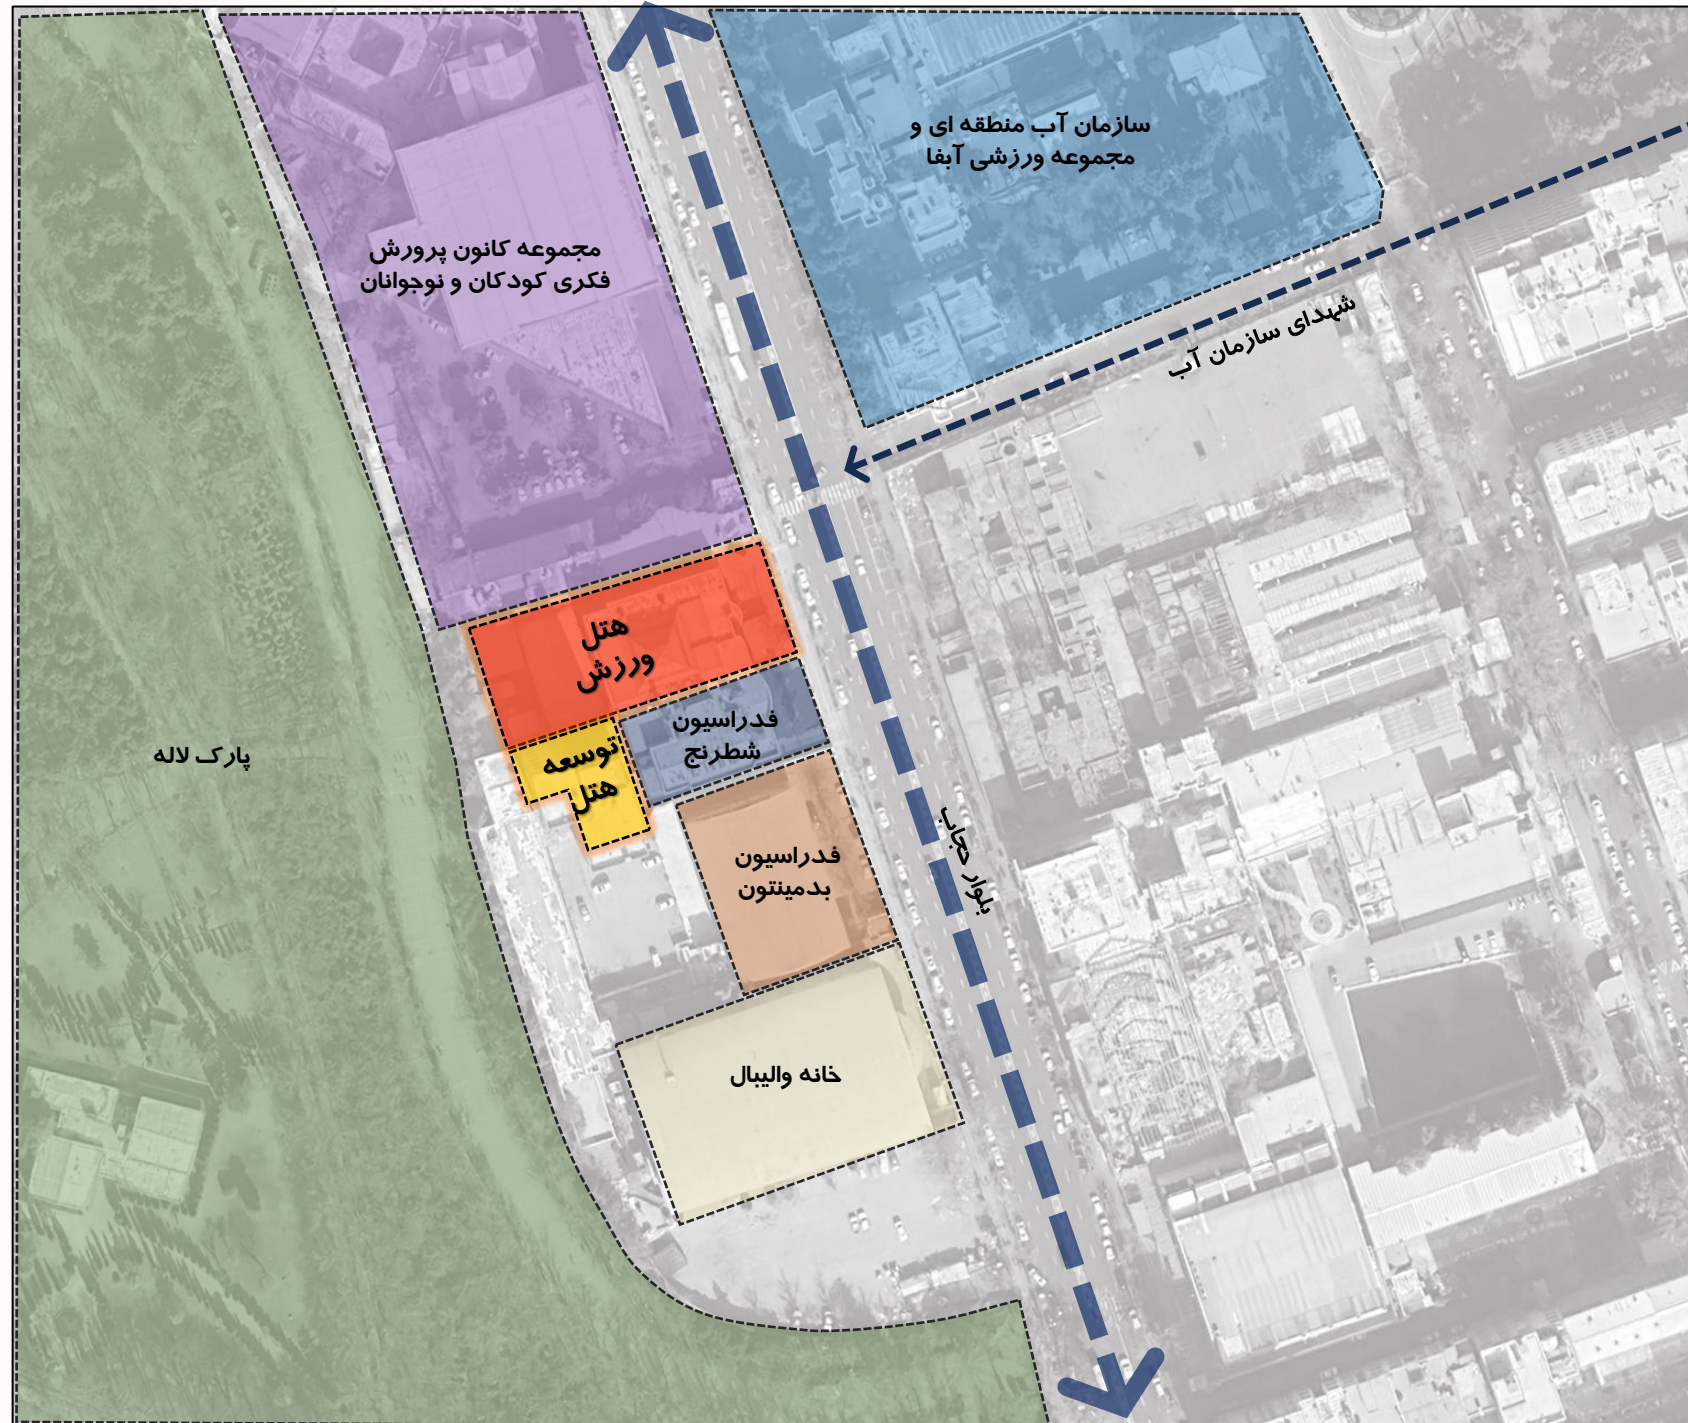 سازمان آب منطقه ای و
مجموعه ورزشی آبفا
مجموعه کانون پرورش
فکری کودکان و نوجوانان
شهدای سازمان آب
هتل
ورزش
فدراسیون
شطرنج
توسعه
هتل
پارک لاله
بلوار حجاب
فدراسیون
بدمینتون
خانه والیبال